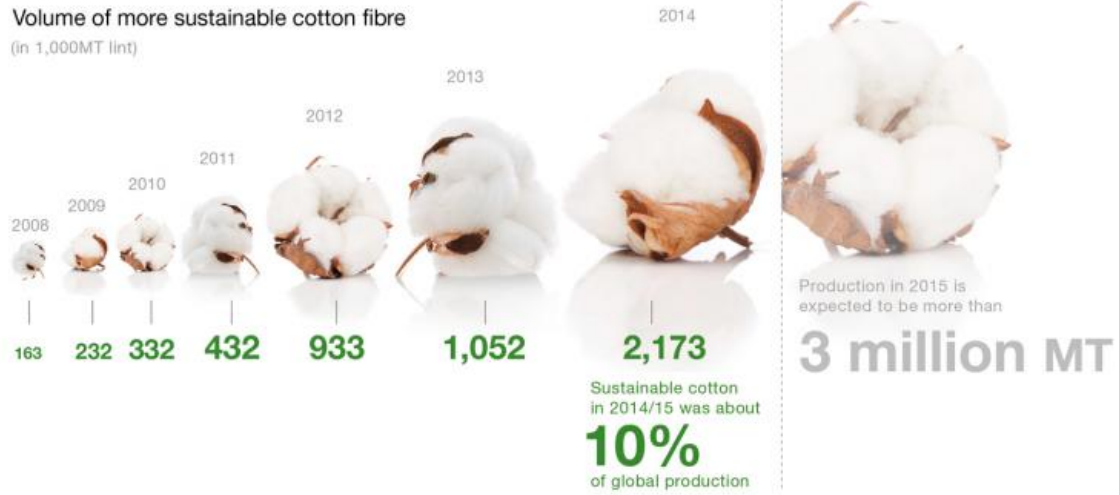 Volume of more sustainable cotton fibre
(in 1,000MT lint)
2008
2009
2010
2011
2012
2013
2014
163
232
332
432
933
1,052
2,173
Sustainable cotton
in 2014/15 was about
10%
of global production
Production in 2015 is
expected to be more than
3 million MT